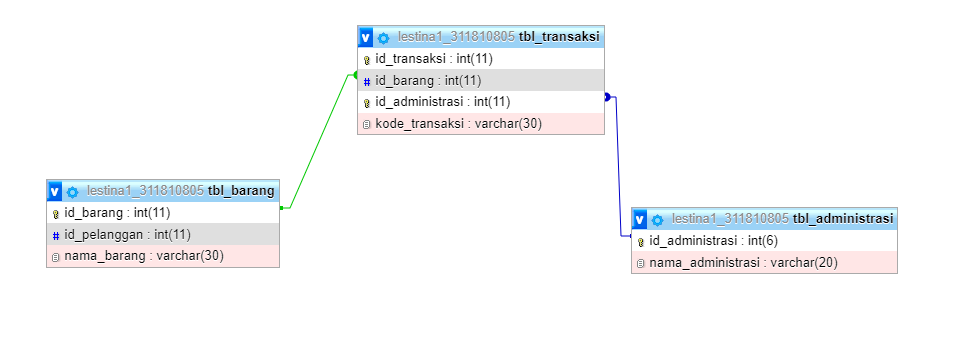 v lestina1_311810805 tbl_transaksi
id_transaksi : int(11)
# id_barang : int(11)
id_administrasi : int(11)
kode_transaksi : varchar(30)
v lestina1_311810805 tbl_barang
id_barang : int(11)
# id_pelanggan : int(11)
nama_barang : varchar(30)
v lestina1_311810805 tbl_administrasi
id_administrasi : int(6)
nama_administrasi : varchar(20)